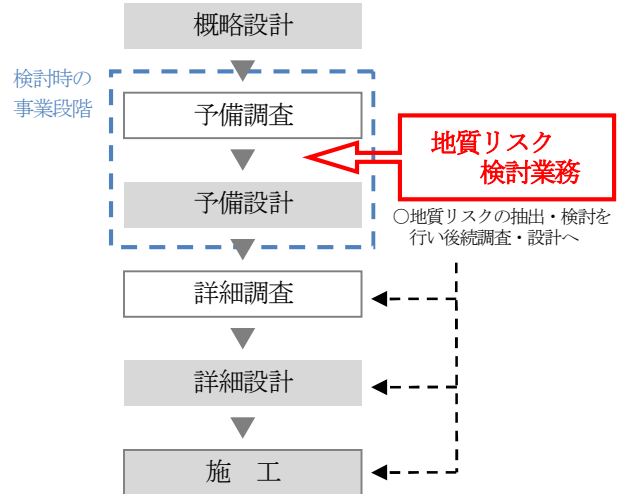 概略設計
検討時の
事業段階
予備調査
地質リスク
検討業務
予備設計
○地質リスクの抽出・検討を
行い後続調査・設計へ
詳細調査
詳細設計
施　工